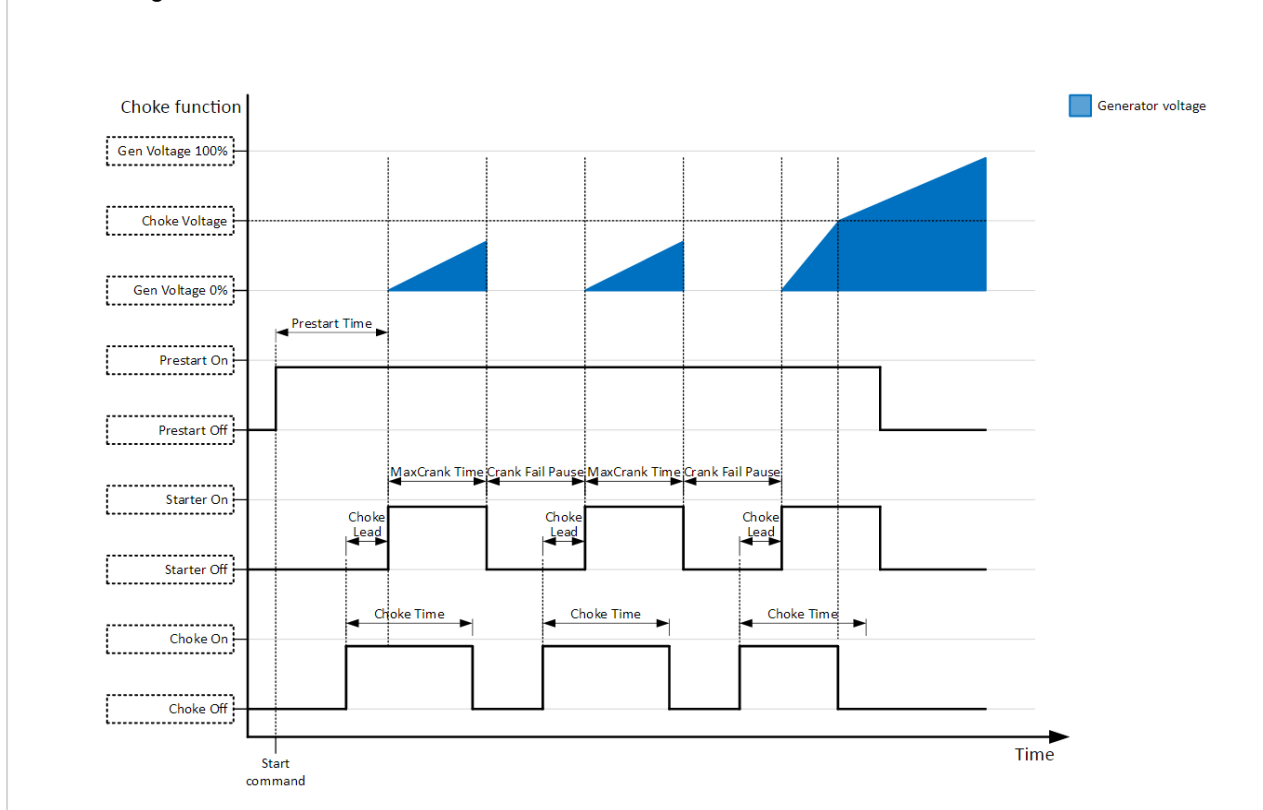 Choke function
Generator voltage
Gen Voltage 100%
Choke Voltage
Gen Voltage 0%
Prestart Time
Prestart On
Prestart Off
MaxCrank Time Crank Fail Pause MaxCrank Time Crank Fail Pause
Starter On
Choke Lead
Choke Lead
Choke Lead
Starter Off
Choke Time
Choke Time
Choke Time
Choke On
Choke Off
Time
Start
command